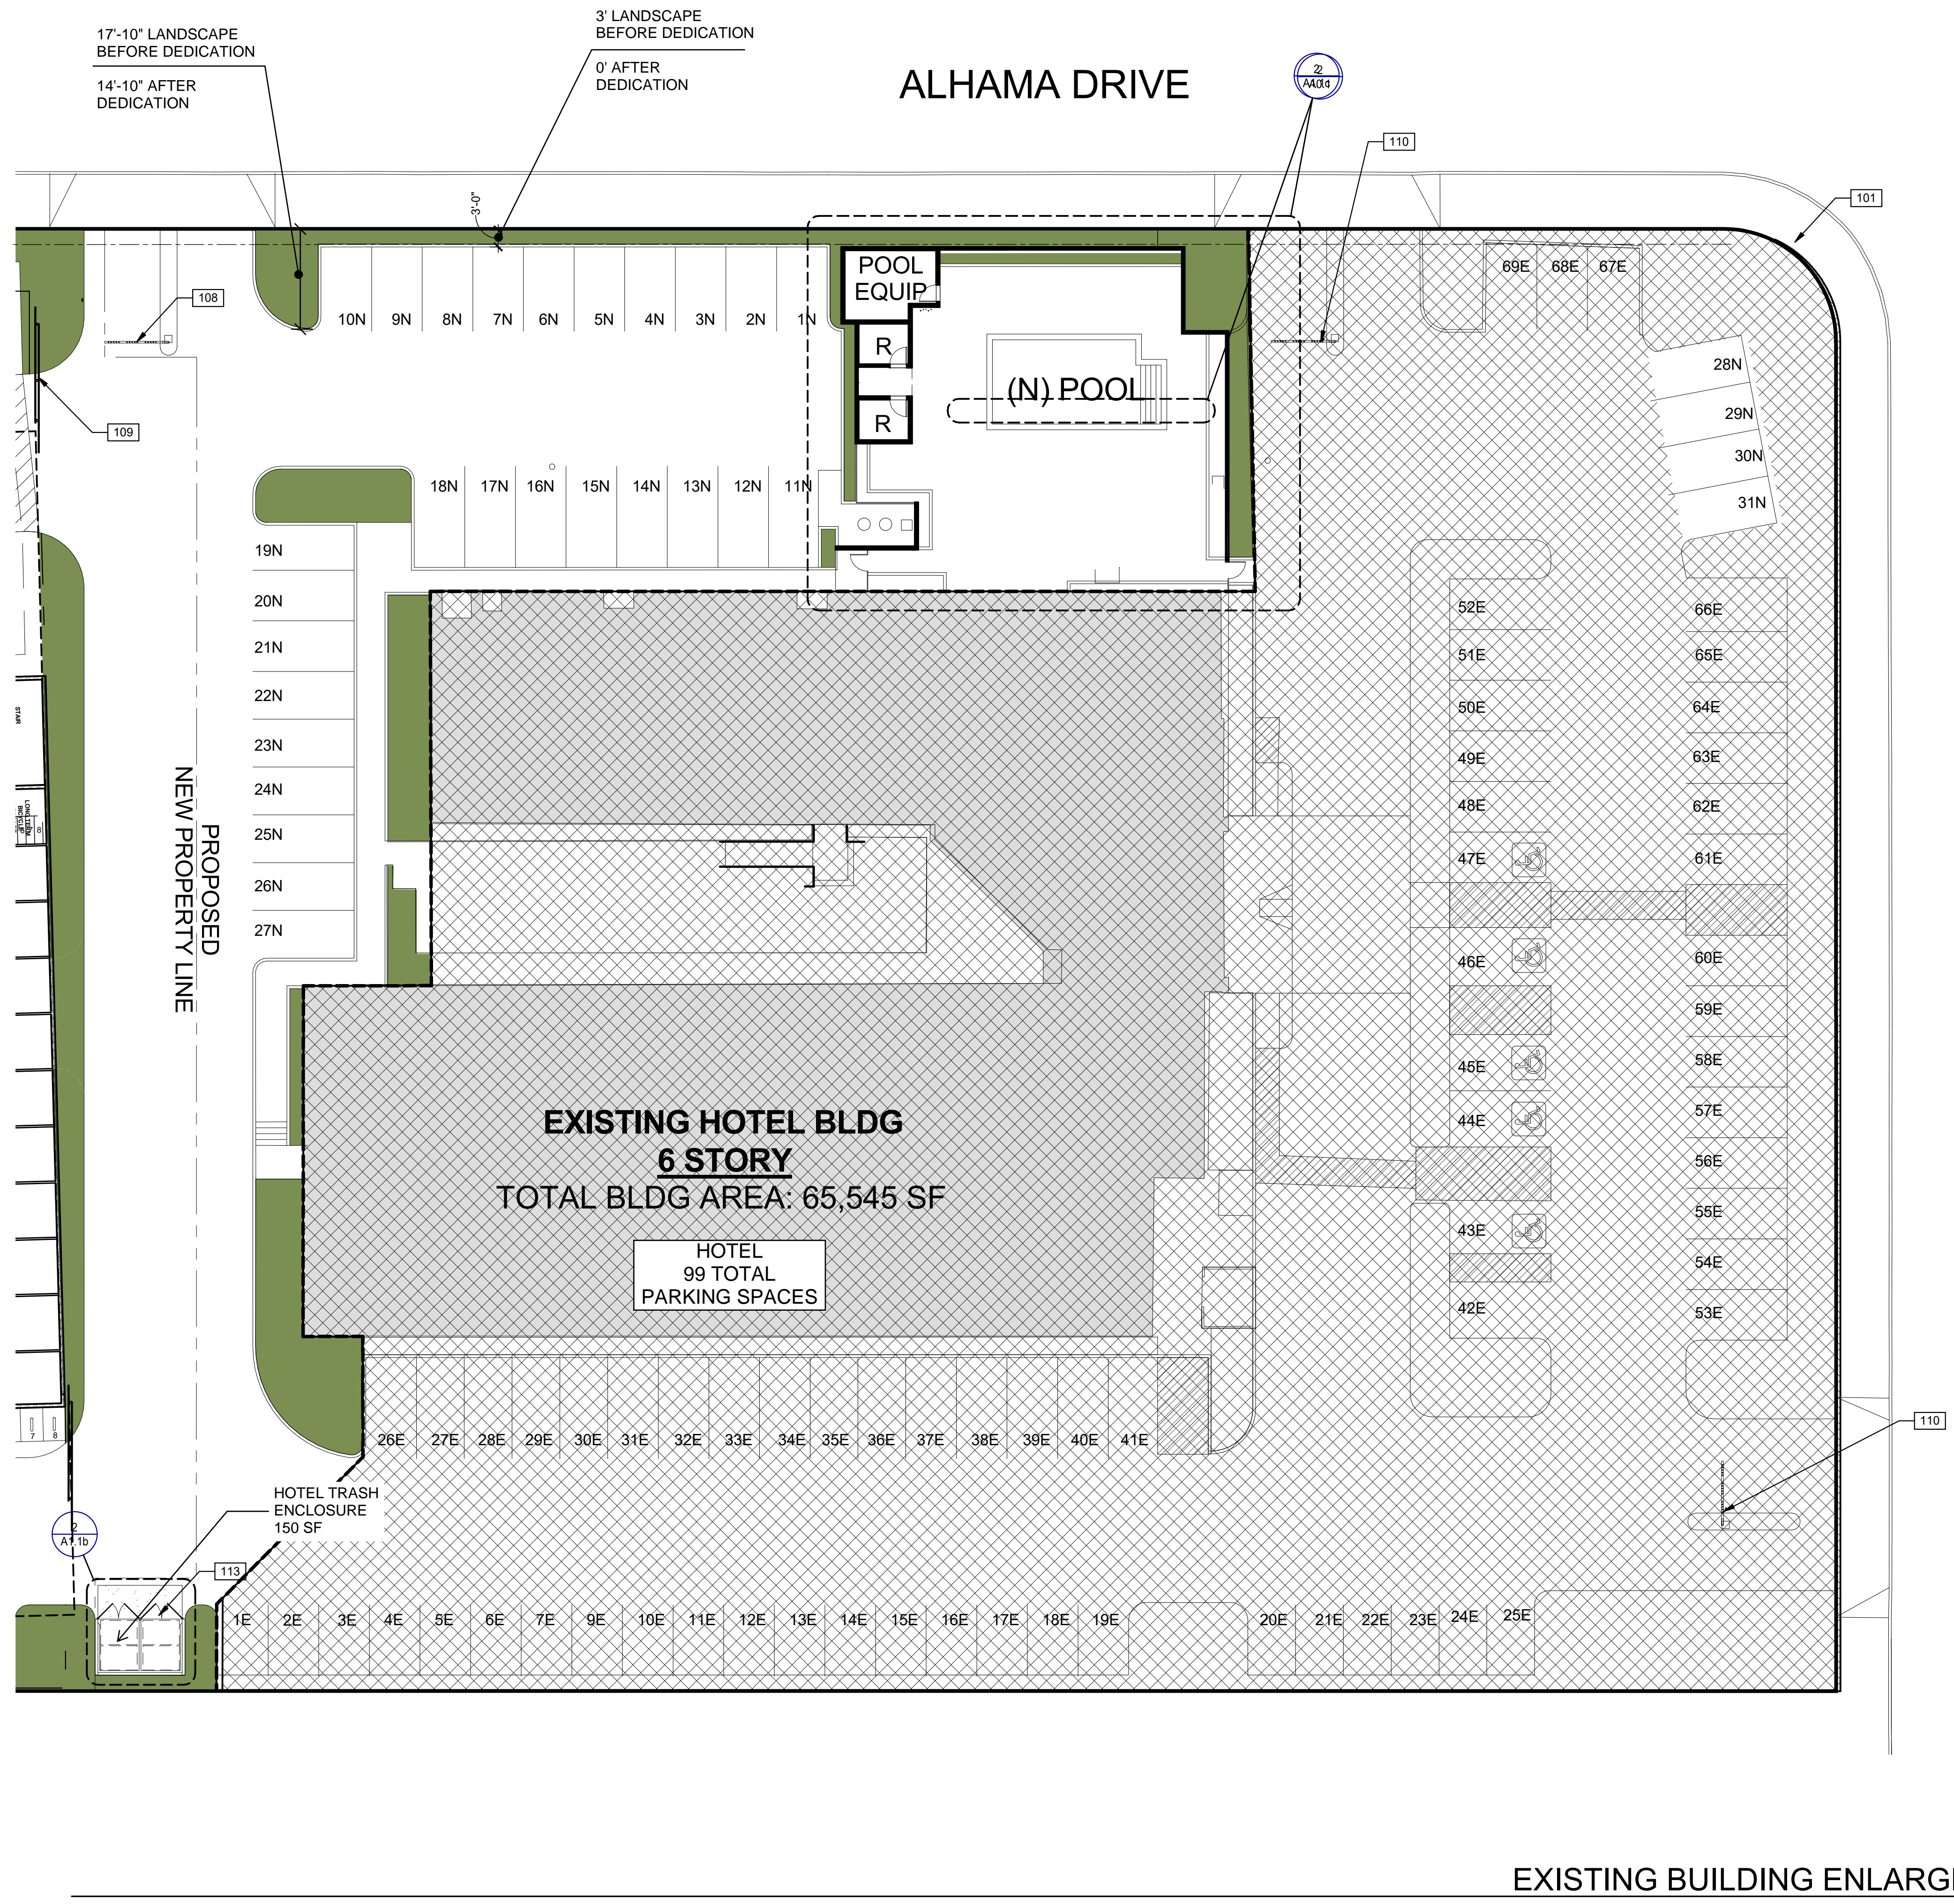 17'-10" LANDSCAPE
BEFORE DEDICATION
14'-10" AFTER
DEDICATION
3' LANDSCAPE
BEFORE DEDICATION
0' AFTER
DEDICATION
ALHAMA DRIVE
2
110
101
3'-0"
108
109
POOL
EQUIP
R
R
(N) POOL
10N 9N 8N 7N 6N 5N 4N 3N 2N 1N
69E 68E 67E
28N
29N
30N
31N
18N 17N 16N 15N 14N 13N 12N 11N
19N
20N
21N
22N
23N
24N
25N
26N
27N
STAIR
PROPOSED
NEW PROPERTY LINE
52E
51E
50E
49E
48E
47E
46E
45E
44E
43E
42E
66E
65E
64E
63E
62E
61E
60E
59E
58E
57E
56E
55E
54E
53E
EXISTING HOTEL BLDG
6 STORY
TOTAL BLDG AREA: 65,545 SF
HOTEL
99 TOTAL
PARKING SPACES
26E 27E 28E 29E 30E 31E 32E 33E 34E 35E 36E 37E 38E 39E 40E 41E
7 8
110
HOTEL TRASH
ENCLOSURE
150 SF
2
A1.1b
113
1E 2E 3E 4E 5E 6E 7E 9E 10E 11E 12E 13E 14E 15E 16E 17E 18E 19E 20E 21E 22E 23E 24E 25E
EXISTING BUILDING ENLARG